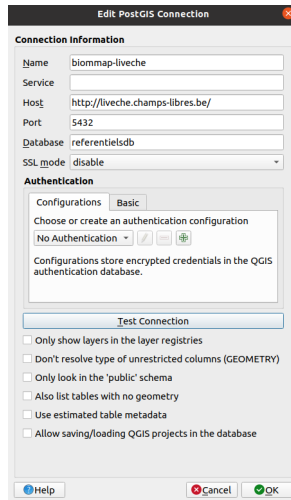 Edit PostGIS Connection
Connection Information
Name biommap-liveche
Service
Host http://liveche.champs-libres.be/
Port 5432
Database referentielsdb
SSL mode disable
Authentication
Configurations Basic
Choose or create an authentication configuration
No Authentication
Configurations store encrypted credentials in the QGIS
authentication database.
Test Connection
Only show layers in the layer registries
Don't resolve type of unrestricted columns (GEOMETRY)
Only look in the 'public' schema
Also list tables with no geometry
Use estimated table metadata
Allow saving/loading QGIS projects in the database
Help Cancel OK